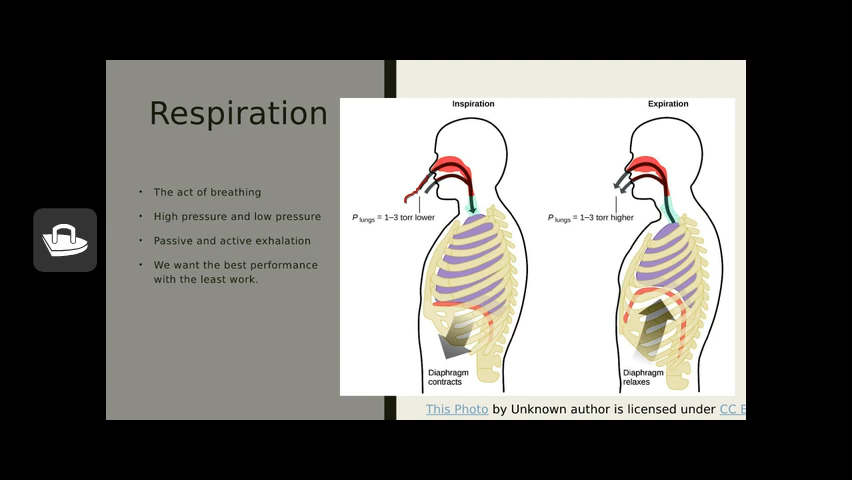 Respiration
• The act of breathing
• High pressure and low pressure
• Passive and active exhalation
• We want the best performance
with the least work.
Inspiration
P lungs = 1–3 torr lower
Diaphragm
contracts
Expiration
P lungs = 1–3 torr higher
Diaphragm
relaxes
This Photo by Unknown author is licensed under CC